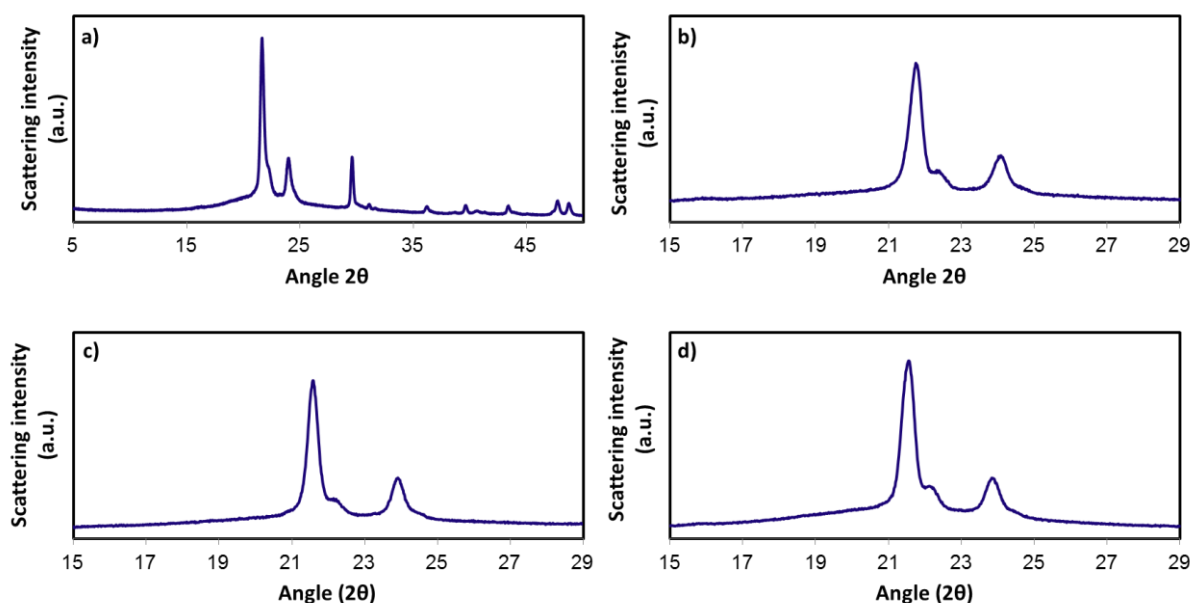 a)
Scattering intensity
(a.u.)
5 15 25 35 45
Angle 2θ
b)
Scattering intenisty
(a.u.)
15 17 19 21 23 25 27 29
Angle 2θ
c)
Scattering intensity
(a.u.)
15 17 19 21 23 25 27 29
Angle (2θ)
d)
Scattering intensity
(a.u.)
15 17 19 21 23 25 27 29
Angle (2θ)